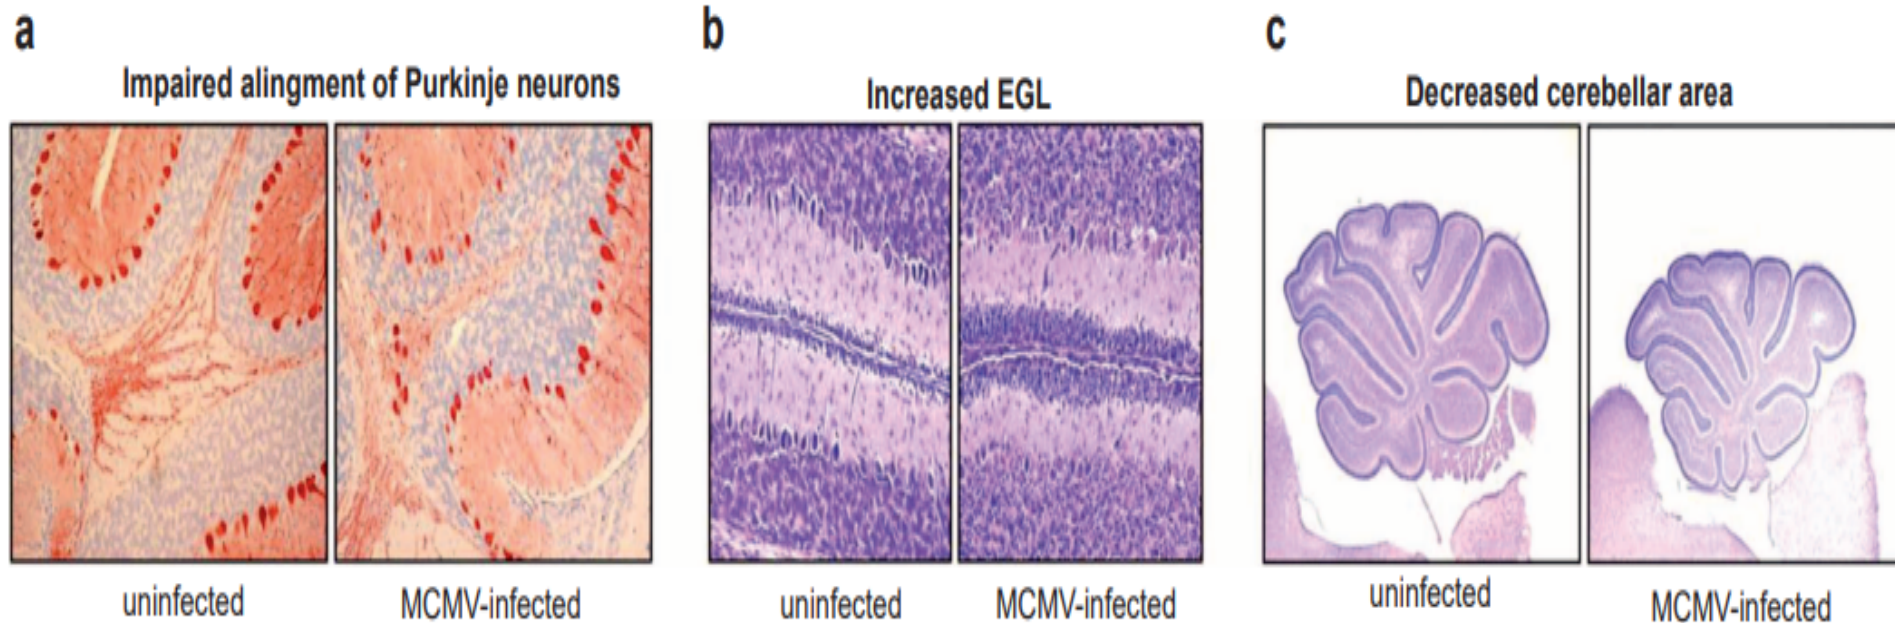 a
Impaired alingment of Purkinje neurons
uninfected
MCMV-infected
b
Increased EGL
uninfected
MCMV-infected
c
Decreased cerebellar area
uninfected
MCMV-infected